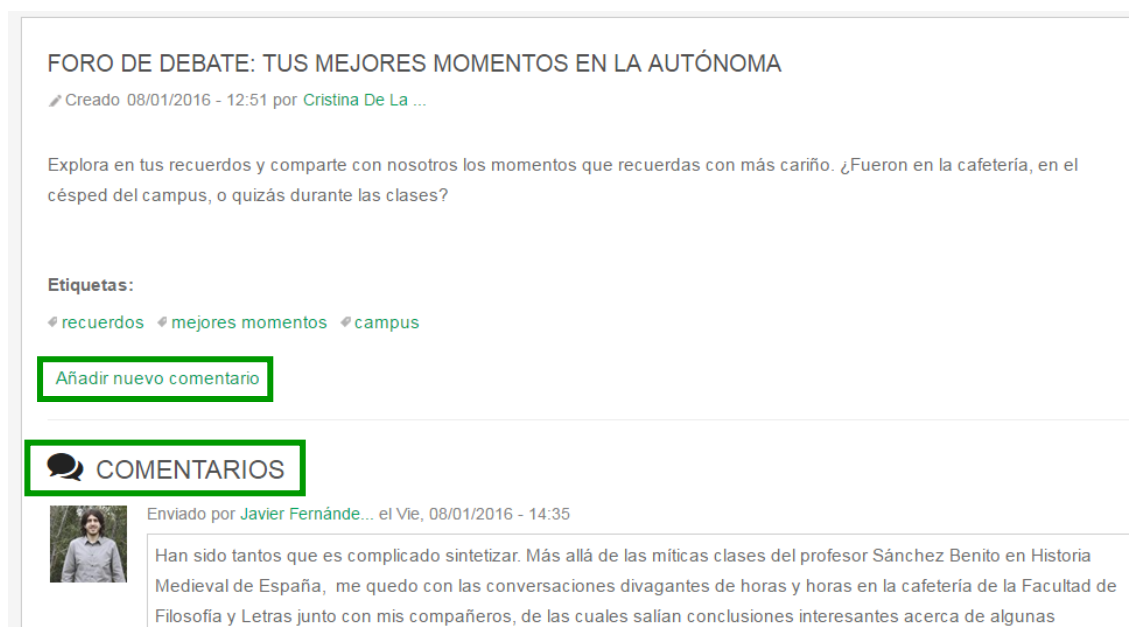 FORO DE DEBATE: TUS MEJORES MOMENTOS EN LA AUTÓNOMA
Creado 08/01/2016 - 12:51 por Cristina De La ...
Explora en tus recuerdos y comparte con nosotros los momentos que recuerdas con más cariño. ¿Fueron en la cafetería, en el
césped del campus, o quizás durante las clases?
Etiquetas:
recuerdos mejores momentos campus
Añadir nuevo comentario
COMENTARIOS
Enviado por Javier Fernánde... el Vie, 08/01/2016 - 14:35
Han sido tantos que es complicado sintetizar. Más allá de las míticas clases del profesor Sánchez Benito en Historia
Medieval de España, me quedo con las conversaciones divagantes de horas y horas en la cafetería de la Facultad de
Filosofía y Letras junto con mis compañeros, de las cuales salían conclusiones interesantes acerca de algunas